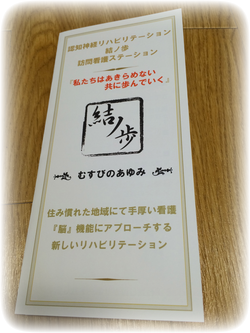 認知神経リハビリテーション
結ノ歩
訪問看護ステーション
『私たちはあきらめない
共に歩んでいく』
結ノ歩
むすびのあゆみ
住み慣れた地域にて手厚い看護
『脳』機能にアプローチする
新しいリハビリテーション